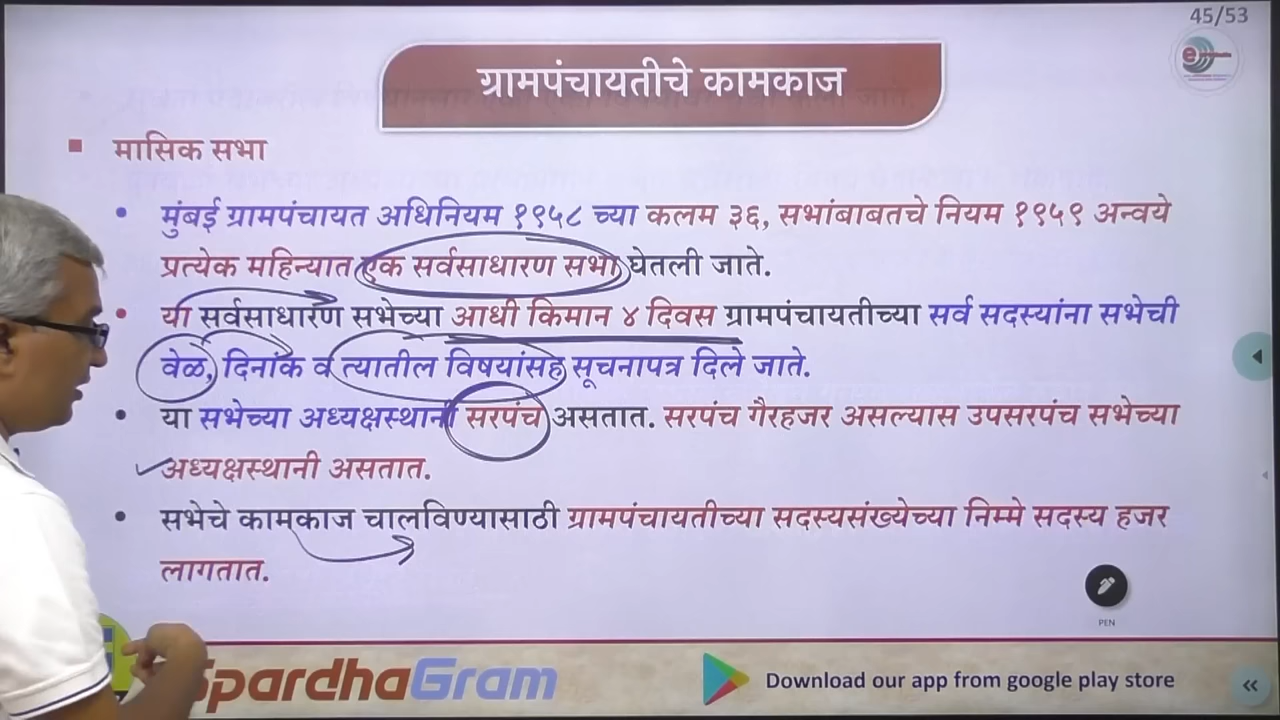 45/53
ग्रामपंचायतीचे कामकाज
मासिक सभा
मुंबई ग्रामपंचायत अधिनियम १९५८ च्या कलम ३६, सभांबाबतचे नियम १९५९ अन्वये
प्रत्येक महिन्यात एक सर्वसाधारण सभा घेतली जाते.
या सर्वसाधारण सभेच्या आधी किमान ४ दिवस ग्रामपंचायतीच्या सर्व सदस्यांना सभेची
वेळ, दिनांक व त्यातील विषयांसह सूचनापत्र दिले जाते.
या सभेच्या अध्यक्षस्थानी सरपंच असतात. सरपंच गैरहजर असल्यास उपसरपंच सभेच्या
अध्यक्षस्थानी असतात.
सभेचे कामकाज चालविण्यासाठी ग्रामपंचायतीच्या सदस्यसंख्येच्या निम्मे सदस्य हजर
लागतात.
PEN
SpardhaGram
Download our app from google play store